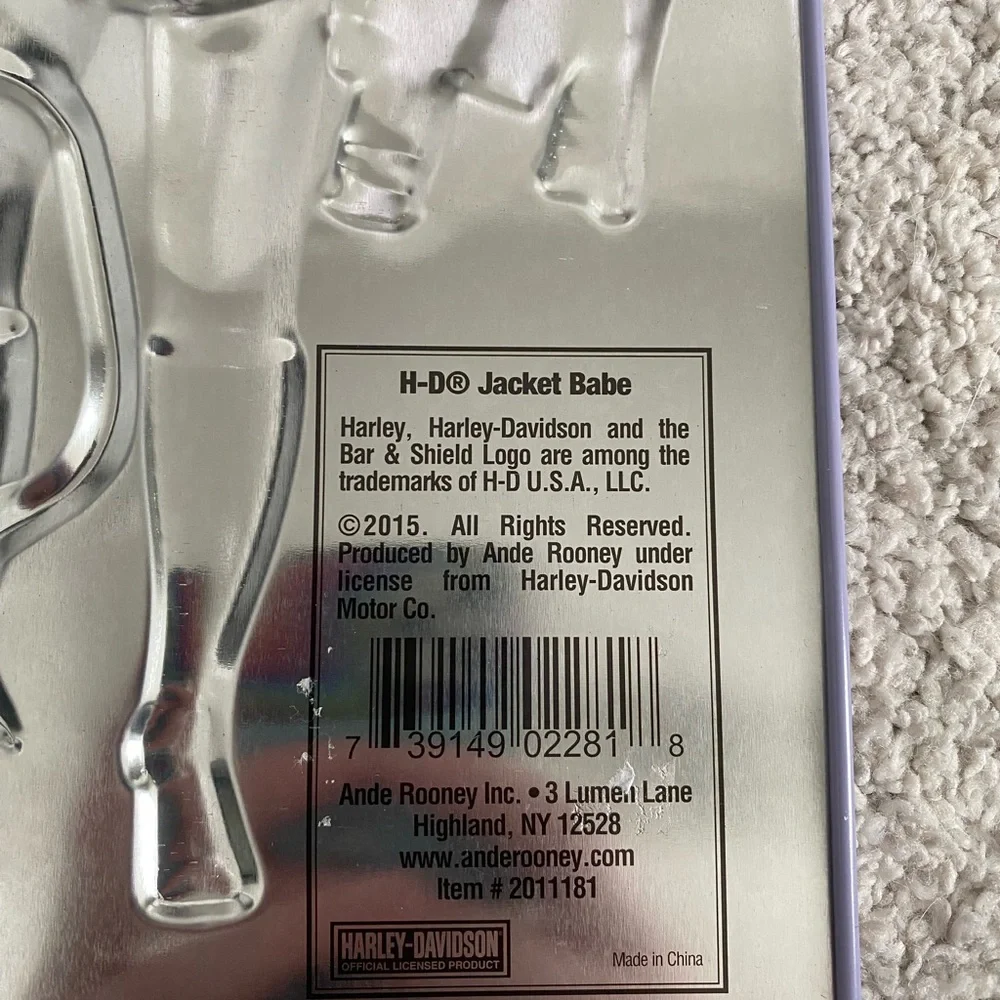 H-D® Jacket Babe
Harley, Harley-Davidson and the
Bar & Shield Logo are among the
trademarks of H-D U.S.A., LLC.
©2015. All Rights Reserved.
Produced by Ande Rooney under
license from Harley-Davidson
Motor Co.
7 39149 02281 8
Ande Rooney Inc. • 3 Lumen Lane
Highland, NY 12528
www.anderooney.com
Item # 2011181
HARLEY-DAVIDSON
OFFICIAL LICENSED PRODUCT
Made in China